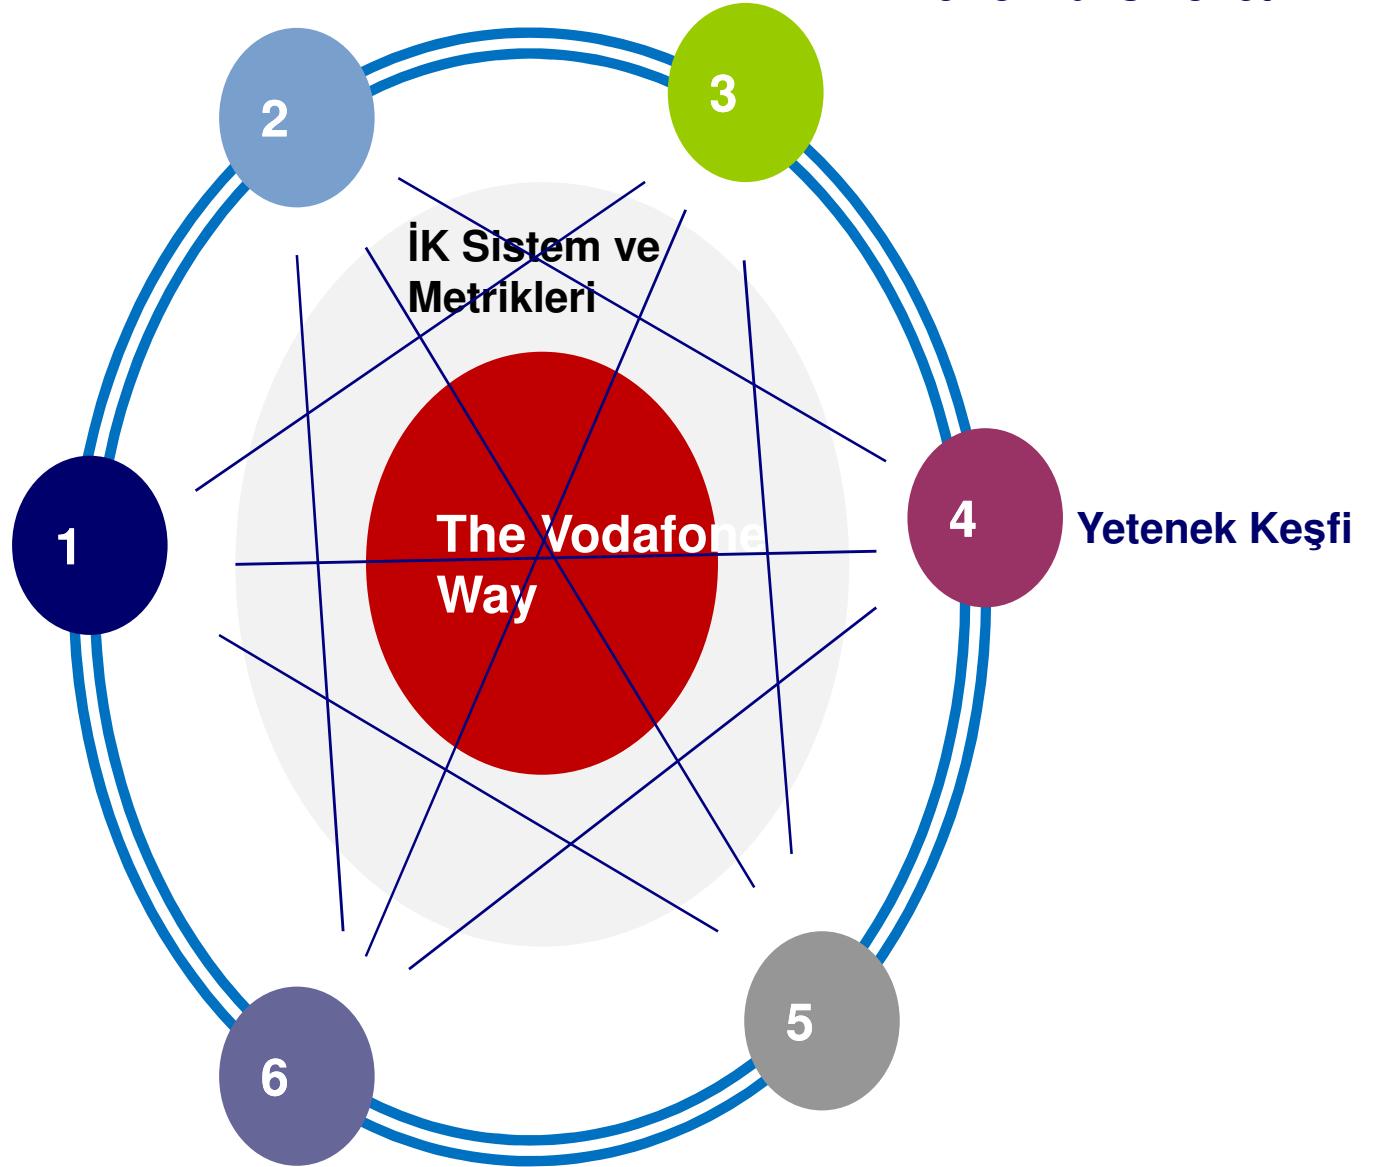 2
3
İK Sistem ve
Metrikleri
1
The Vodafone
Way
4
Yetenek Keşfi
5
6